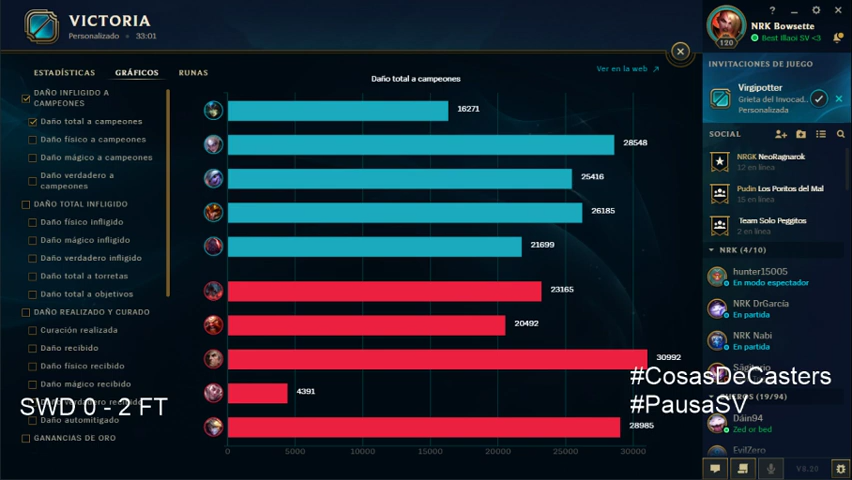 VICTORIA
Personalizado • 33:01
ESTADÍSTICAS
GRÁFICOS
RUNAS
Ver en la web
DAÑO INFLIGIDO A
CAMPEONES
Daño total a campeones
Daño físico a campeones
Daño mágico a campeones
Daño verdadero a
campeones
DAÑO TOTAL INFLIGIDO
Daño físico infligido
Daño mágico infligido
Daño verdadero infligido
Daño total a torretas
Daño total a objetivos
DAÑO REALIZADO Y CURADO
Curación realizada
Daño recibido
Daño físico recibido
Daño mágico recibido
Daño verdadero recibido
Daño automitigado
GANANCIAS DE ORO
SWD 0 - 2 FT
Daño total a campeones
16271
28548
25416
26185
21699
23165
20492
30992
4391
28985
0
5000
10000
15000
20000
25000
30000
#CosasDeCasters
#PausaSV
120
NRK Bowsette
Best Illaoi SV <3
INVITACIONES DE JUEGO
Virgipotter
Grieta del Invocad...
Personalizada
SOCIAL
NRGK NeoRagnarok
12 en línea
Pudin Los Poritos del Mal
15 en línea
Team Solo Peggitos
2 en línea
NRK (4/10)
hunter15005
En modo espectador
NRK DrGarcía
En partida
NRK Nabi
En partida
(19/94)
Dáin94
Zed or bed
EvilZero
V8.20